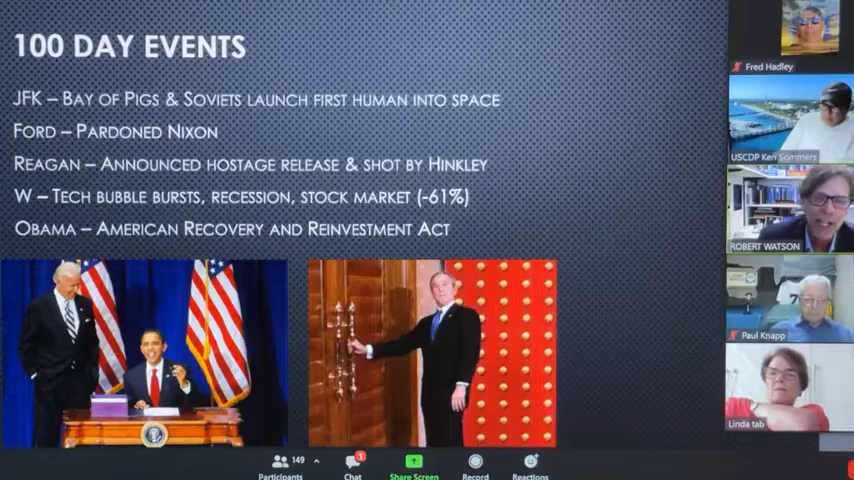 100 DAY EVENTS
JFK – BAY OF PIGS & SOVIETS LAUNCH FIRST HUMAN INTO SPACE
FORD – PARDONED NIXON
REAGAN – ANNOUNCED HOSTAGE RELEASE & SHOT BY HINKLEY
W – TECH BUBBLE BURSTS, RECESSION, STOCK MARKET (-61%)
OBAMA – AMERICAN RECOVERY AND REINVESTMENT ACT
Fred Hadley
USCDP Ken Sommers
ROBERT WATSON
Paul Knapp
Linda tab
149
1
Participants
Chat
Share Screen
Record
Reactions